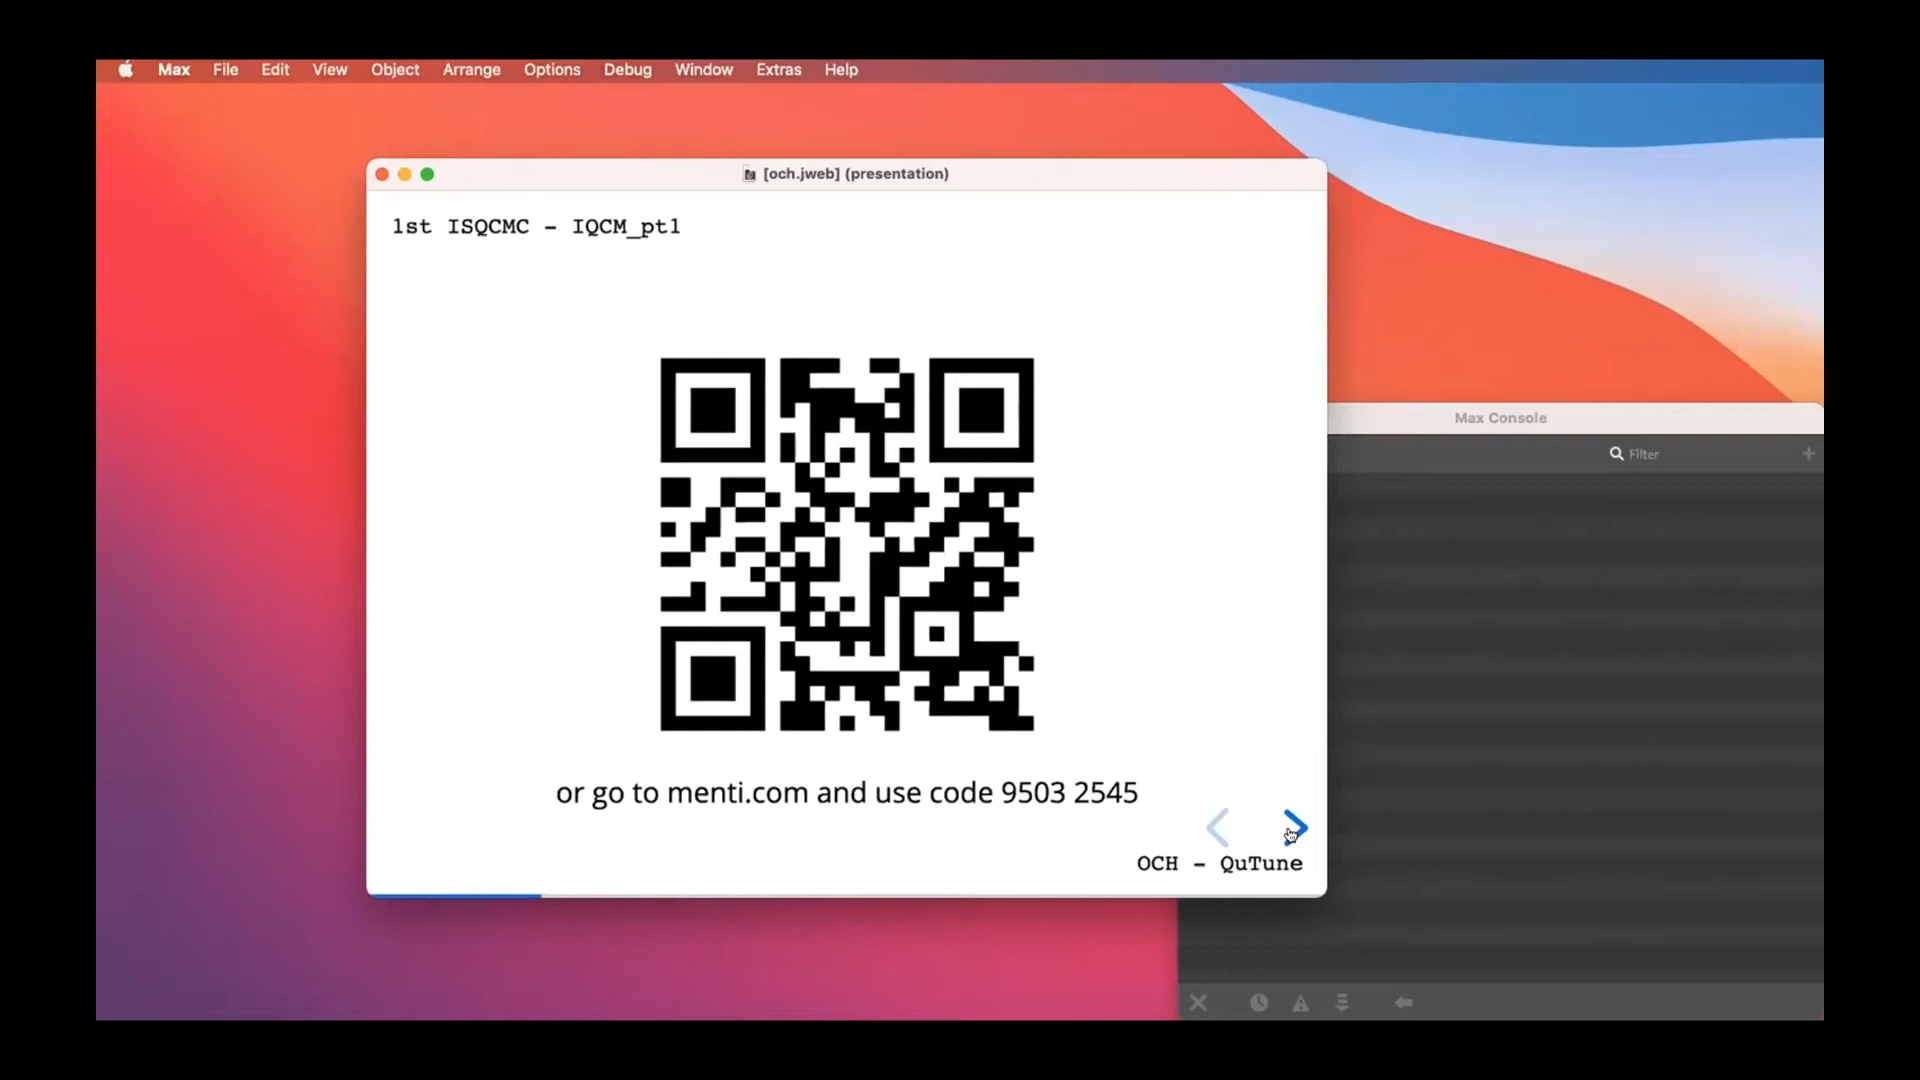 Max File Edit View Object Arrange Options Debug Window Extras Help
[och.jweb] (presentation)
1st ISQCMC - IQCM_pt1
Max Console
Filter
or go to menti.com and use code 9503 2545
OCH - QuTune